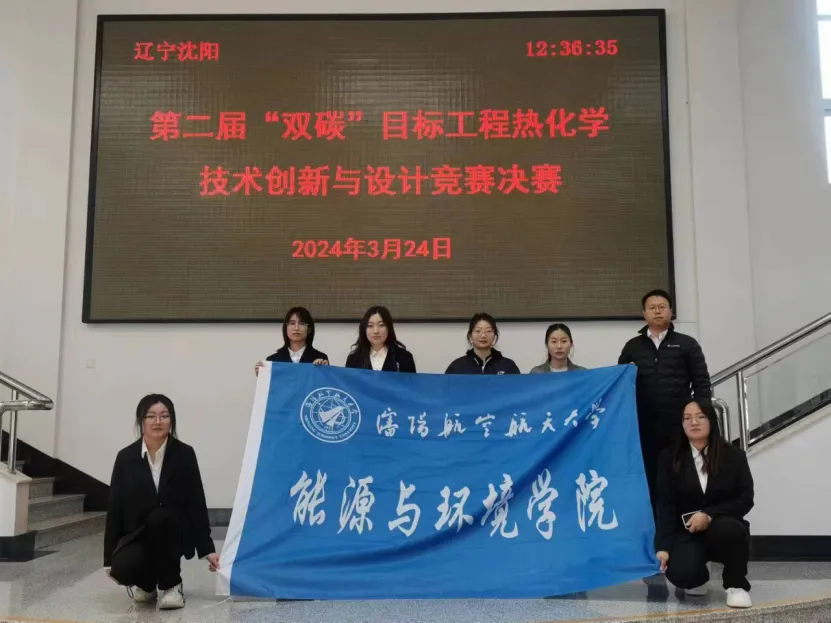 辽宁沈阳 12:36:35
第二届“双碳”目标工程热化学
技术创新与设计竞赛决赛
2024年3月24日
瀋陽航空航天大学
能源与环境学院